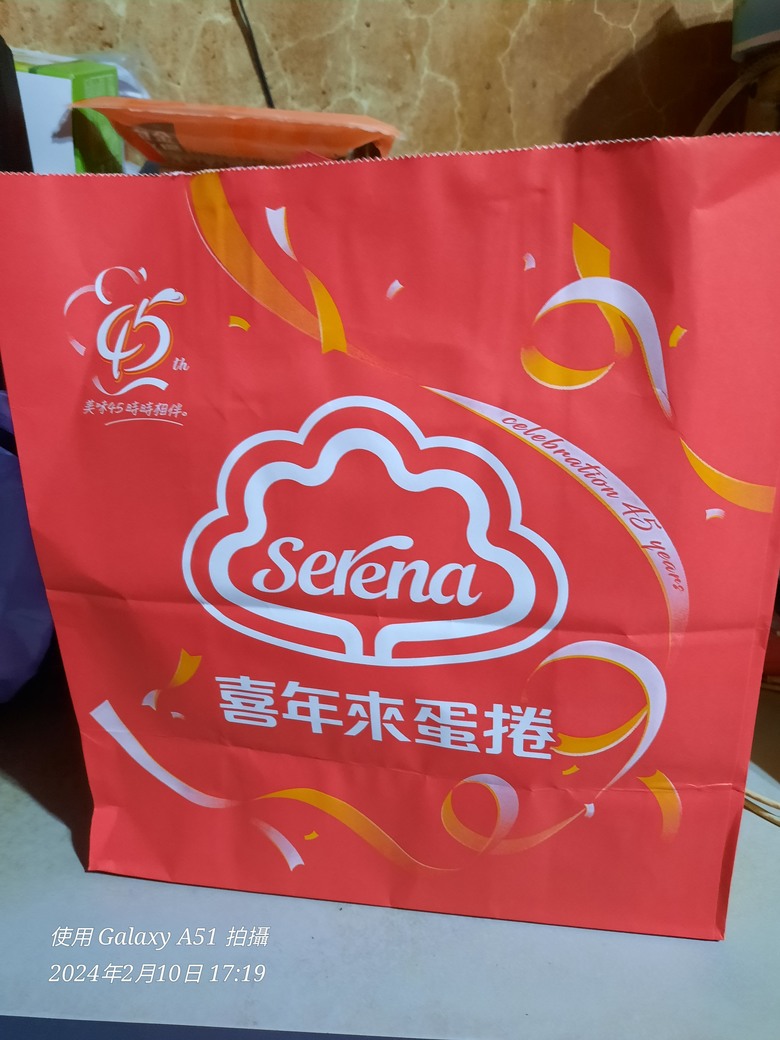 45th
美味45時時相伴。
celebration 45 years
Serena
喜年來蛋捲
使用 Galaxy A51 拍攝
2024年2月10日 17:19